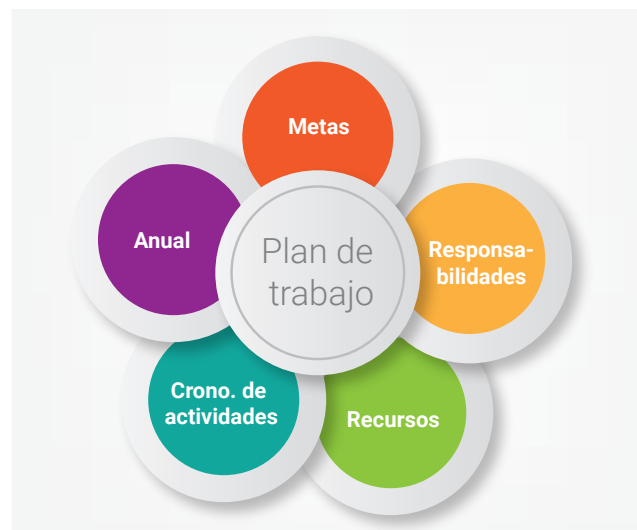 Metas
Anual
Plan de
trabajo
Responsa-
bilidades
Crono. de
actividades
Recursos